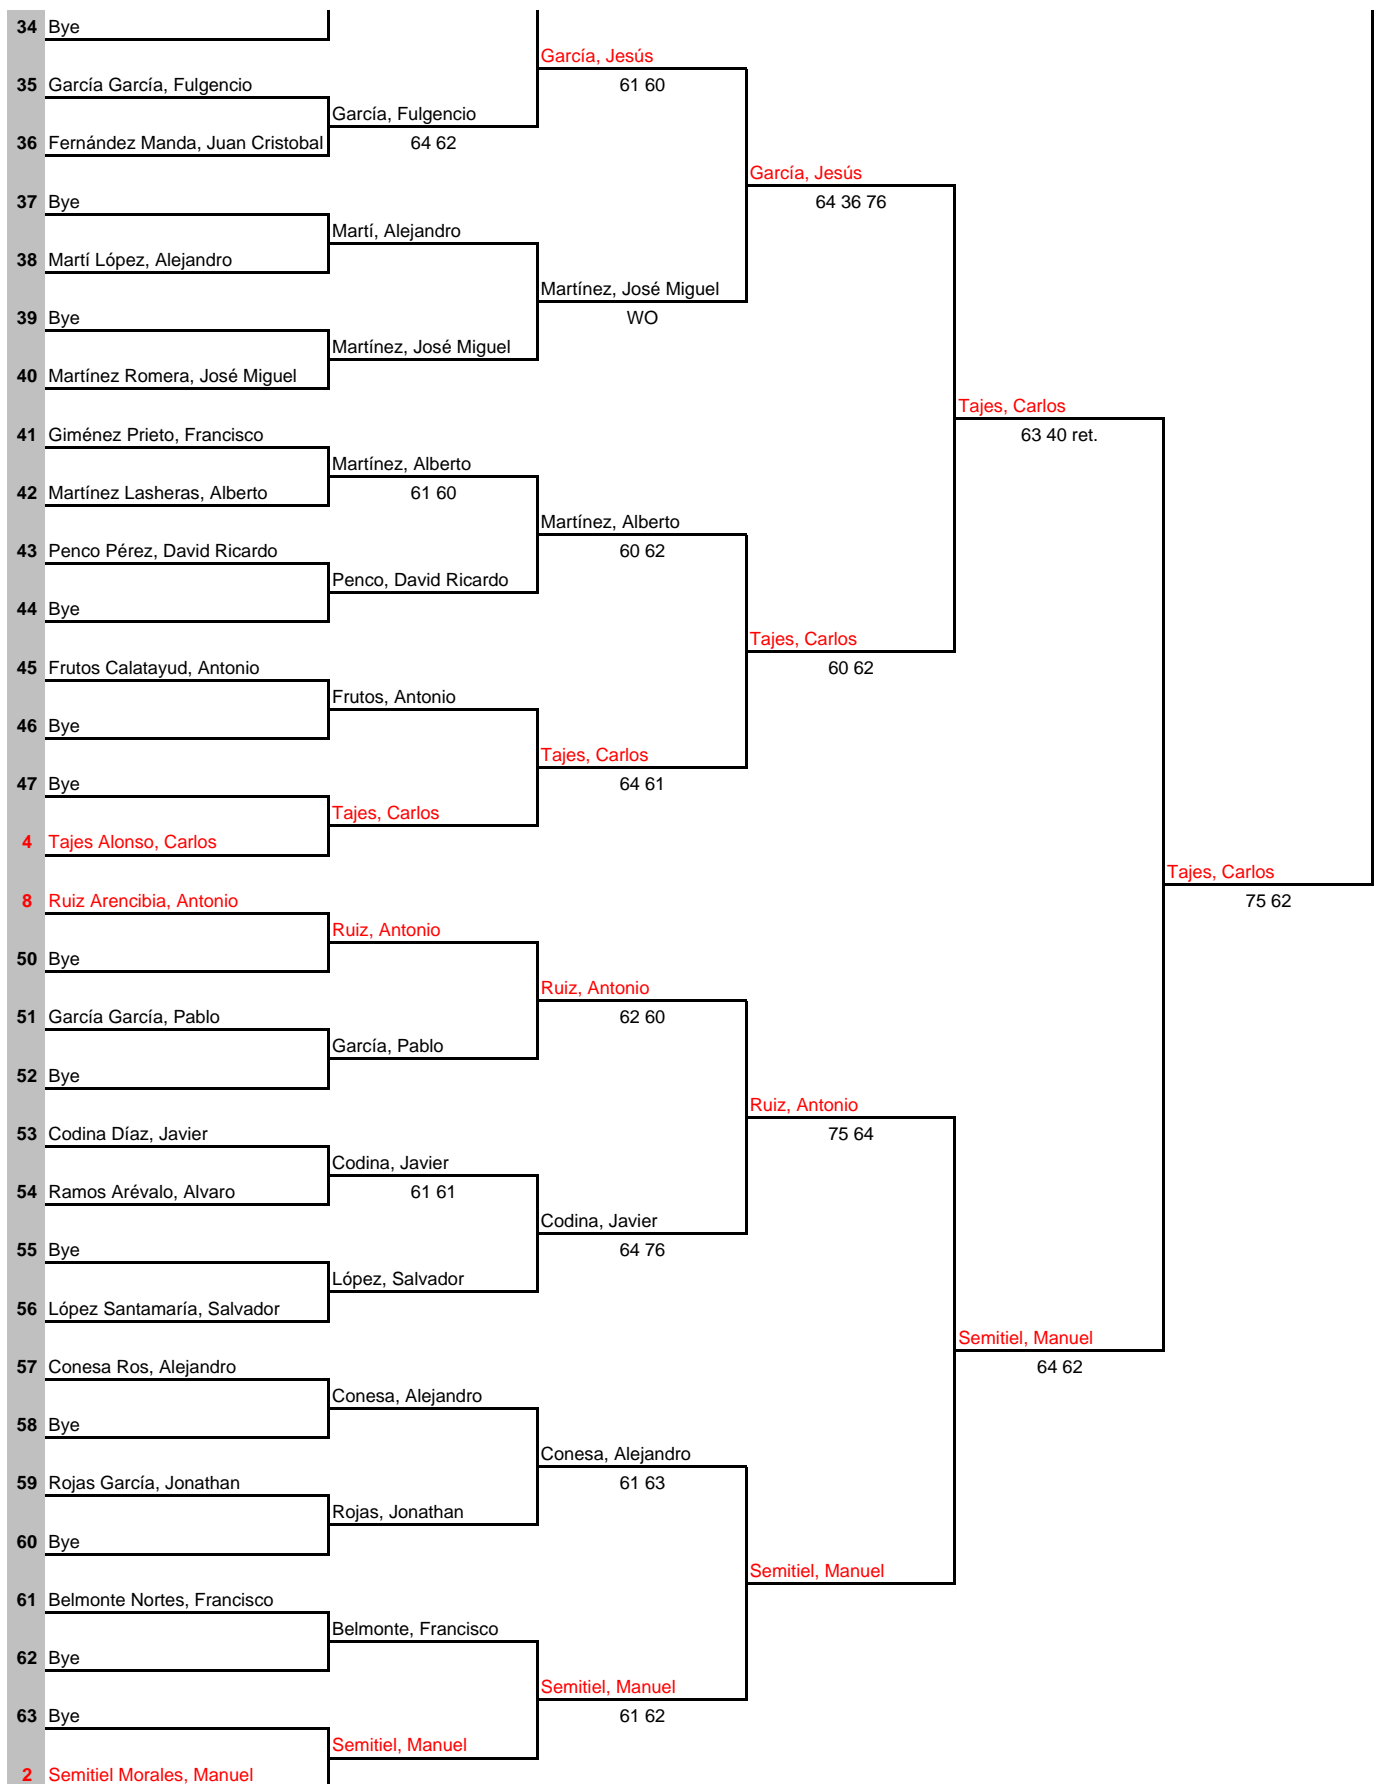 34 Bye
García, Jesús
35 García García, Fulgencio
61 60
García, Fulgencio
36 Fernández Manda, Juan Cristobal
64 62
García, Jesús
37 Bye
64 36 76
Martí, Alejandro
38 Martí López, Alejandro
Martínez, José Miguel
39 Bye
WO
Martínez, José Miguel
40 Martínez Romera, José Miguel
Tajes, Carlos
41 Giménez Prieto, Francisco
63 40 ret.
Martínez, Alberto
42 Martínez Lasheras, Alberto
61 60
Martínez, Alberto
43 Penco Pérez, David Ricardo
60 62
Penco, David Ricardo
44 Bye
Tajes, Carlos
45 Frutos Calatayud, Antonio
60 62
Frutos, Antonio
46 Bye
Tajes, Carlos
47 Bye
64 61
Tajes, Carlos
4 Tajes Alonso, Carlos
Tajes, Carlos
8 Ruiz Arencibia, Antonio
75 62
Ruiz, Antonio
50 Bye
Ruiz, Antonio
51 García García, Pablo
62 60
García, Pablo
52 Bye
Ruiz, Antonio
53 Codina Díaz, Javier
75 64
Codina, Javier
54 Ramos Arévalo, Alvaro
61 61
Codina, Javier
55 Bye
64 76
López, Salvador
56 López Santamaría, Salvador
Semitiel, Manuel
57 Conesa Ros, Alejandro
64 62
Conesa, Alejandro
58 Bye
Conesa, Alejandro
59 Rojas García, Jonathan
61 63
Rojas, Jonathan
60 Bye
Semitiel, Manuel
61 Belmonte Nortes, Francisco
Belmonte, Francisco
62 Bye
Semitiel, Manuel
63 Bye
61 62
Semitiel, Manuel
2 Semitiel Morales, Manuel